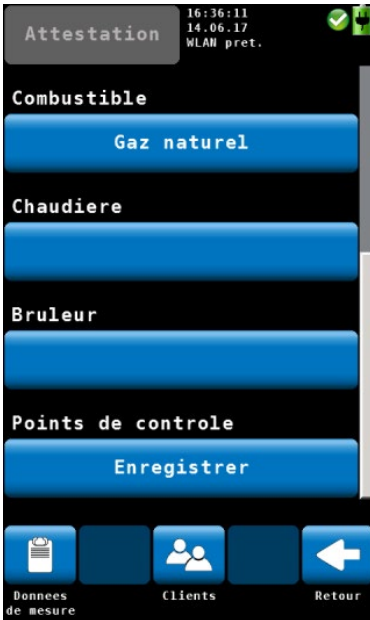 Attestation
16:36:11
14.06.17
WLAN pret.
Combustible
Gaz naturel
Chaudiere
Bruleur
Points de controle
Enregistrer
Donnees
de mesure
Clients
Retour